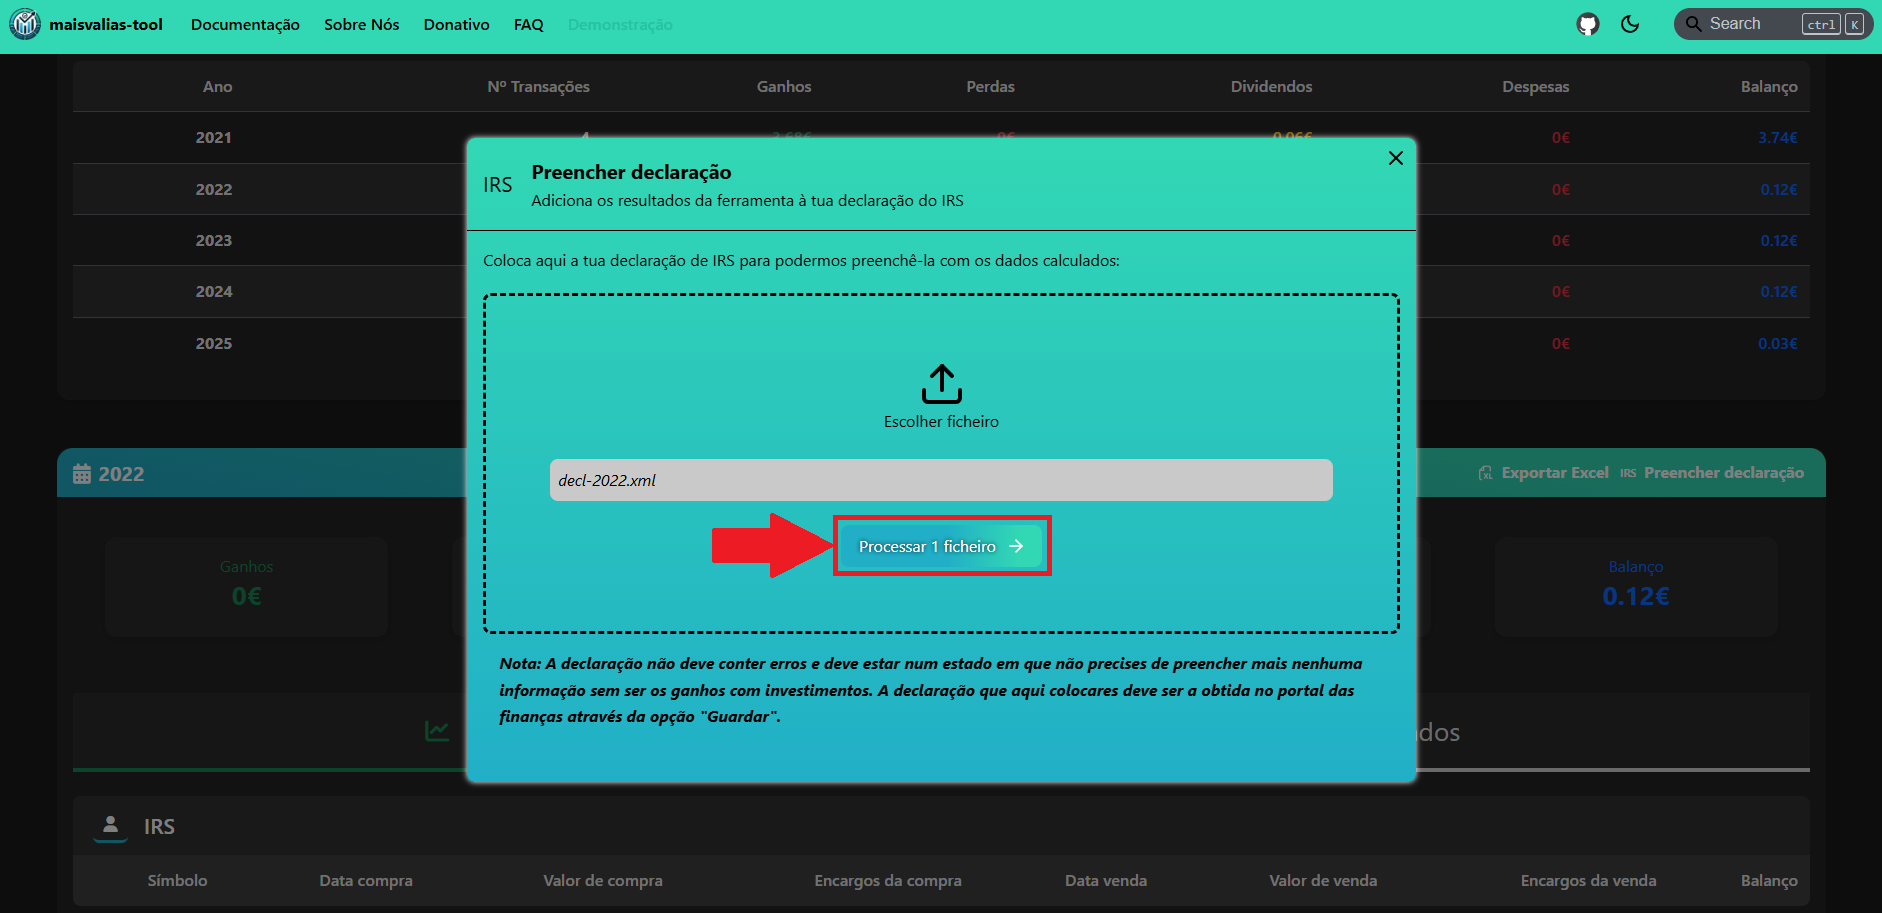 maisvalias-tool Documentação Sobre Nós Donativo FAQ Demonstração Search ctrl K
Ano Nº Transações Ganhos Perdas Dividendos Despesas Balanço
2021 4 3.68€ 0€ 0.06€ 0€ 3.74€
2022 0€ 0.12€
2023 0€ 0.12€
2024 0€ 0.12€
2025 0€ 0.03€
IRS Preencher declaração
Adiciona os resultados da ferramenta à tua declaração do IRS
Coloca aqui a tua declaração de IRS para podermos preenchê-la com os dados calculados:
Escolher ficheiro
decl-2022.xml
Processar 1 ficheiro
Nota: A declaração não deve conter erros e deve estar num estado em que não precises de preencher mais nenhuma
informação sem ser os ganhos com investimentos. A declaração que aqui colocares deve ser a obtida no portal das
finanças através da opção "Guardar".
2022 Exportar Excel IRS Preencher declaração
Ganhos Balanço
0€ 0.12€
dos
IRS
Símbolo Data compra Valor de compra Encargos da compra Data venda Valor de venda Encargos da venda Balanço